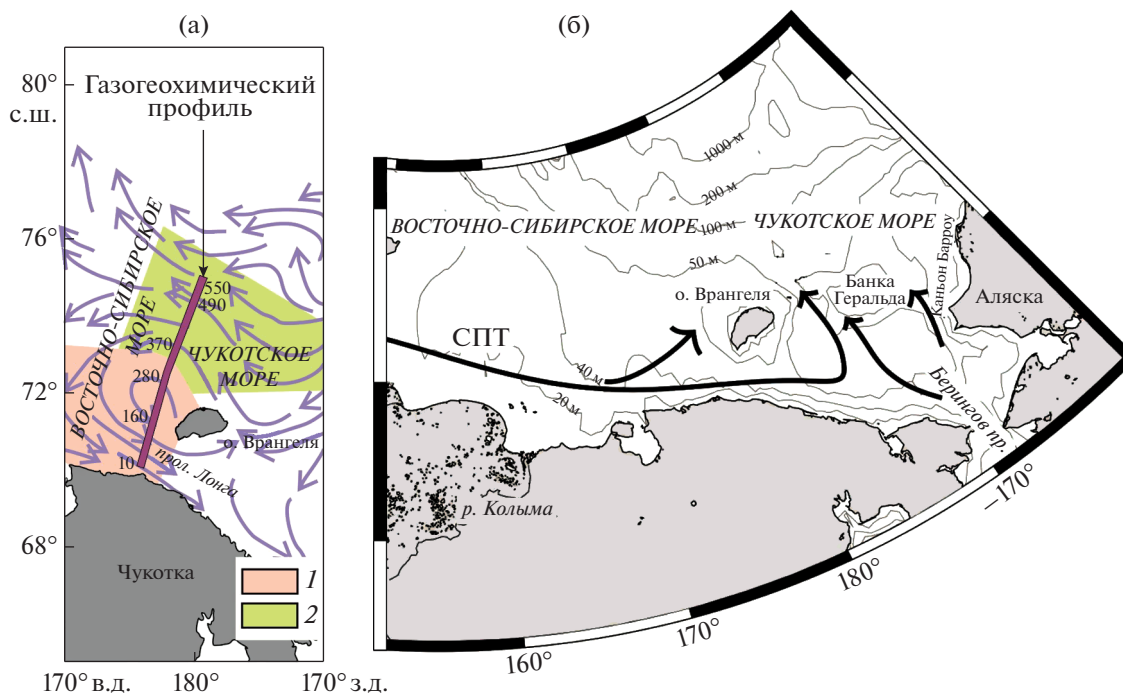 (а)
Газогеохимический
профиль
80°
с.ш.
76°
72°
68°
ВОСТОЧНО-СИБИРСКОЕ
МОРЕ
ЧУКОТСКОЕ
МОРЕ
550
490
370
280
160
10
о. Врангеля
прол. Лонга
Чукотка
1
2
170° в.д.
180°
170° з.д.
(б)
1000 м
200 м
100 м
50 м
40 м
20 м
ВОСТОЧНО-СИБИРСКОЕ МОРЕ
ЧУКОТСКОЕ МОРЕ
о. Врангеля
Банка
Геральда
Каньон Барроу
Аляска
СПТ
Берингов пр.
р. Колыма
160°
170°
180°
–170°